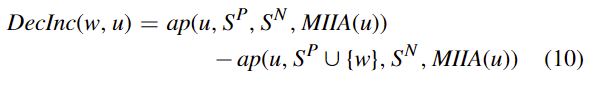 DecInc(w, u) = ap(u, S^P, S^N, MIIA(u))
− ap(u, S^P ∪ {w}, S^N, MIIA(u)) (10)